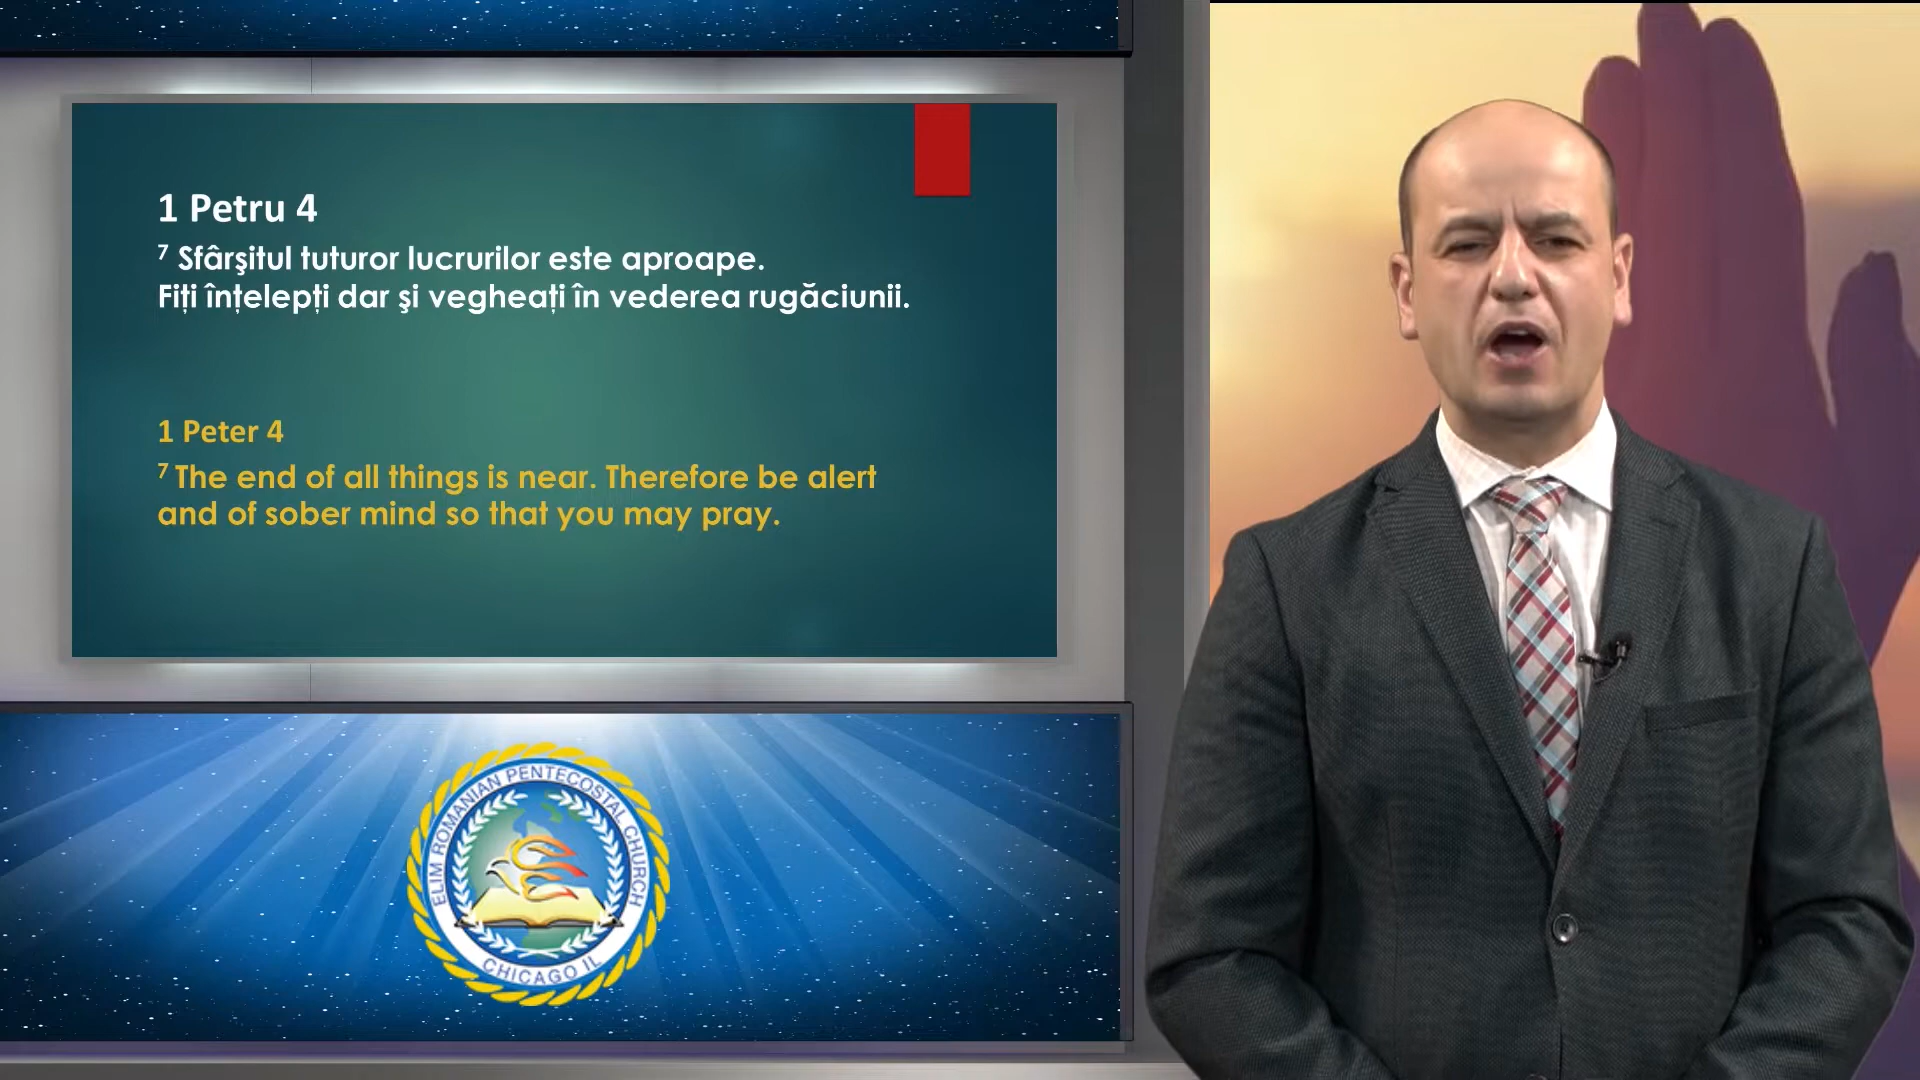 1 Petru 4
7 Sfârşitul tuturor lucrurilor este aproape.
Fiți înțelepți dar şi vegheați în vederea rugăciunii.
1 Peter 4
7 The end of all things is near. Therefore be alert
and of sober mind so that you may pray.
ELIM ROMANIAN PENTECOSTAL CHURCH
CHICAGO IL